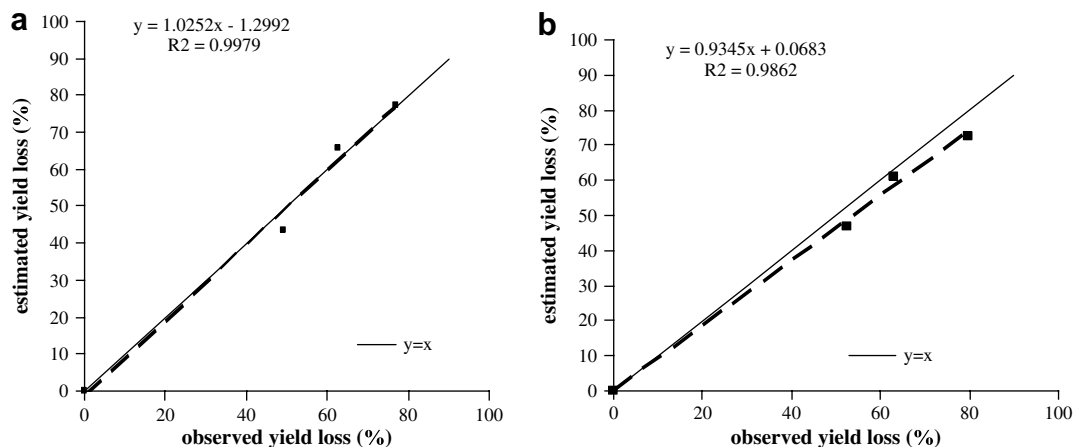 a
y = 1.0252x - 1.2992
R2 = 0.9979
estimated yield loss (%)
100
90
80
70
60
50
40
30
20
10
0
0 20 40 60 80 100
observed yield loss (%)
y=x
b
y = 0.9345x + 0.0683
R2 = 0.9862
estimated yield loss (%)
100
90
80
70
60
50
40
30
20
10
0
0 20 40 60 80 100
observed yield loss (%)
y=x